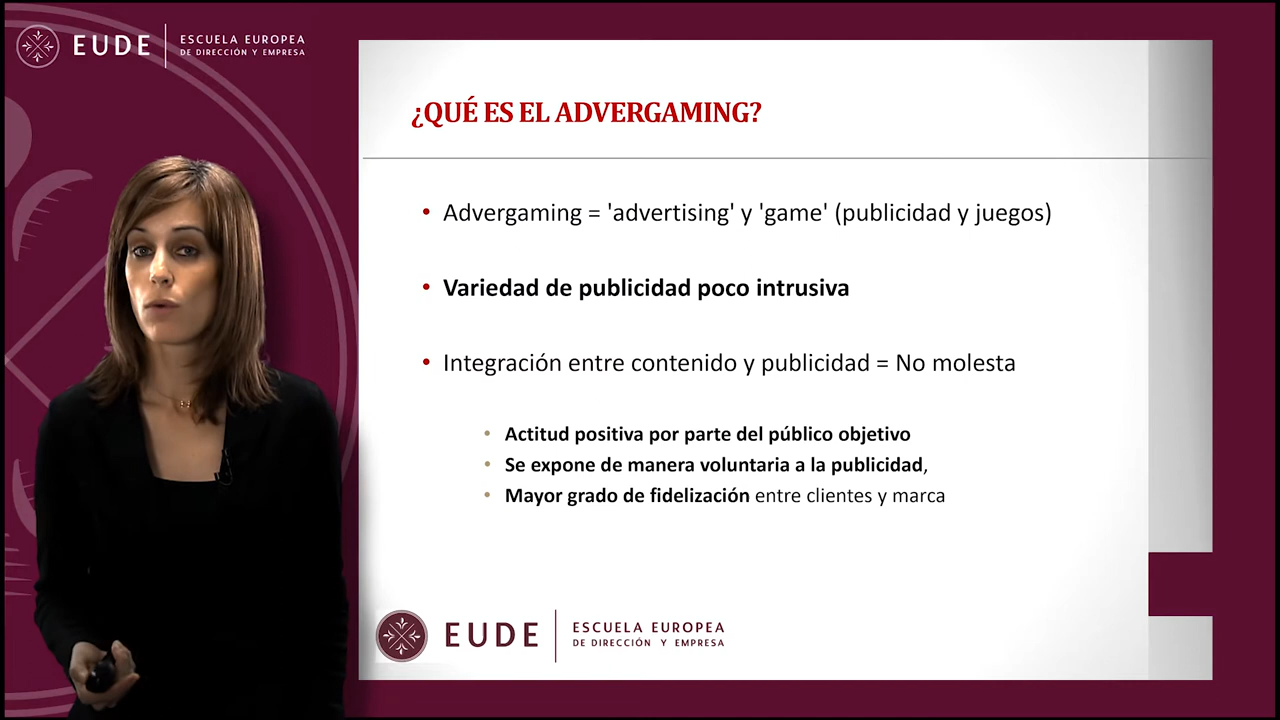 EUDE
ESCUELA EUROPEA
DE DIRECCIÓN Y EMPRESA
¿QUÉ ES EL ADVERGAMING?
• Advergaming = 'advertising' y 'game' (publicidad y juegos)
• Variedad de publicidad poco intrusiva
• Integración entre contenido y publicidad = No molesta
• Actitud positiva por parte del público objetivo
• Se expone de manera voluntaria a la publicidad,
• Mayor grado de fidelización entre clientes y marca
EUDE
ESCUELA EUROPEA
DE DIRECCIÓN Y EMPRESA